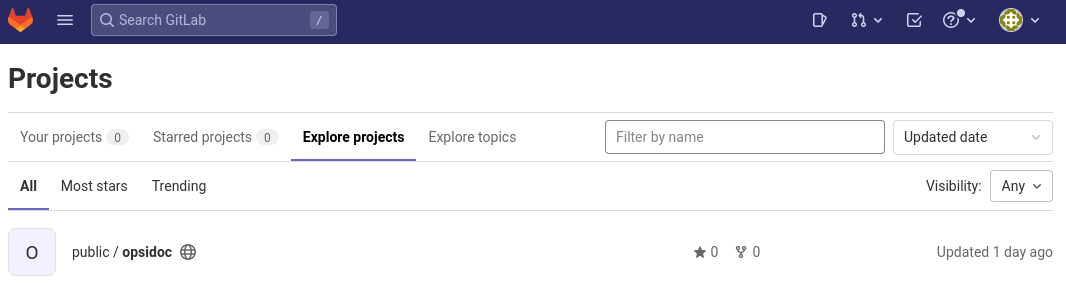 Search GitLab /
Projects
Your projects 0 Starred projects 0 Explore projects Explore topics Filter by name Updated date
All Most stars Trending Visibility: Any
O public / opsidoc 0 0 Updated 1 day ago